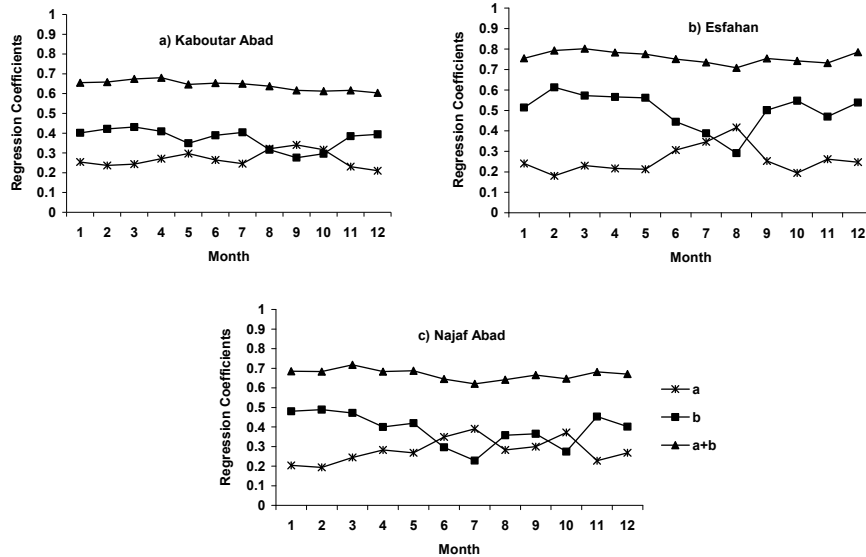 a) Kaboutar Abad
Regression Coefficients
1
0.9
0.8
0.7
0.6
0.5
0.4
0.3
0.2
0.1
0
1 2 3 4 5 6 7 8 9 10 11 12
Month
b) Esfahan
Regression Coefficients
1
0.9
0.8
0.7
0.6
0.5
0.4
0.3
0.2
0.1
0
1 2 3 4 5 6 7 8 9 10 11 12
Month
c) Najaf Abad
Regression Coefficients
1
0.9
0.8
0.7
0.6
0.5
0.4
0.3
0.2
0.1
0
1 2 3 4 5 6 7 8 9 10 11 12
Month
a
b
a+b